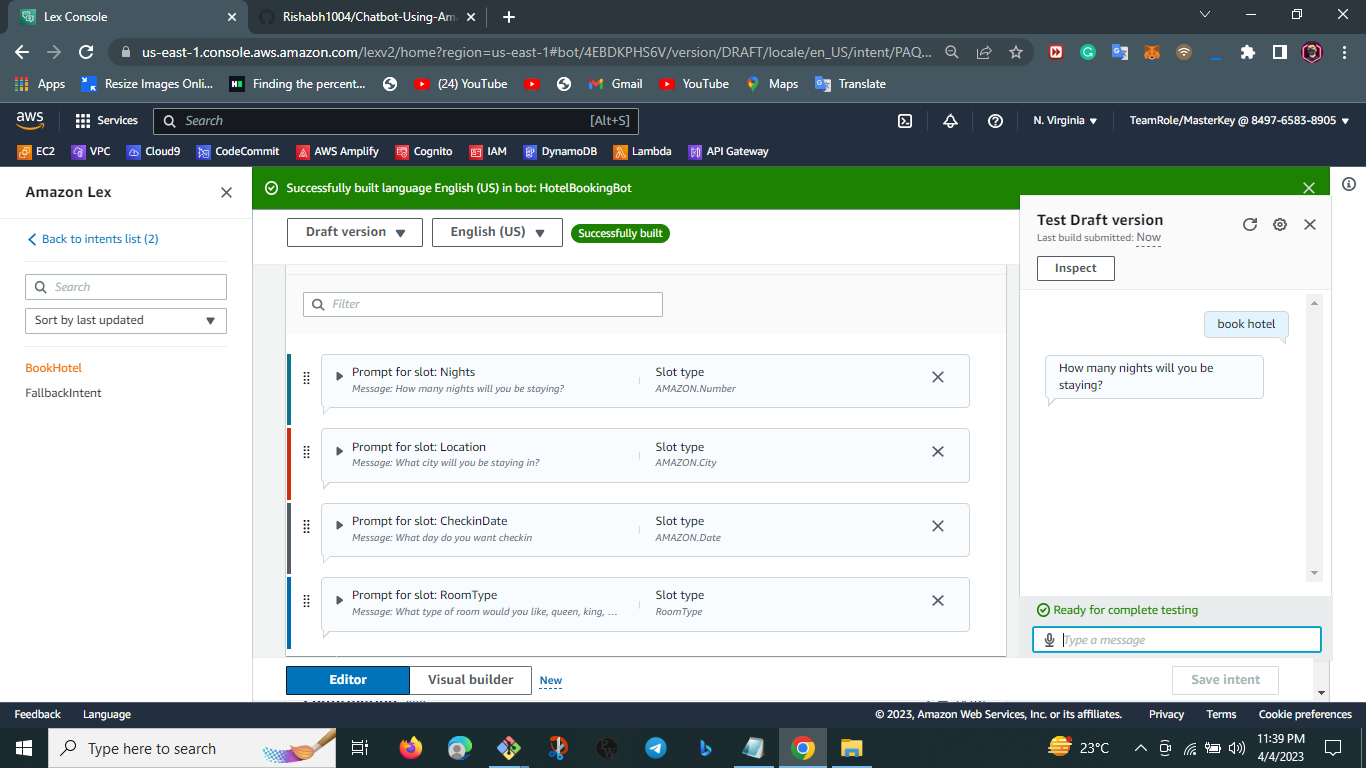 Lex Console
Rishabh1004/Chatbot-Using-Am
us-east-1.console.aws.amazon.com/lexv2/home?region=us-east-1#bot/4EBDKPHS6V/version/DRAFT/locale/en_US/intent/PAQ...
Apps
Resize Images Onli...
Finding the percent...
(24) YouTube
Gmail
YouTube
Maps
Translate
aws
Services
Search
[Alt+S]
N. Virginia
TeamRole/MasterKey @ 8497-6583-8905
EC2
VPC
Cloud9
CodeCommit
AWS Amplify
Cognito
IAM
DynamoDB
Lambda
API Gateway
Amazon Lex
Back to intents list (2)
Search
Sort by last updated
BookHotel
FallbackIntent
Successfully built language English (US) in bot: HotelBookingBot
Draft version
English (US)
Successfully built
Filter
Prompt for slot: Nights
Message: How many nights will you be staying?
Slot type
AMAZON.Number
Prompt for slot: Location
Message: What city will you be staying in?
Slot type
AMAZON.City
Prompt for slot: CheckinDate
Message: What day do you want checkin
Slot type
AMAZON.Date
Prompt for slot: RoomType
Message: What type of room would you like, queen, king, ...
Slot type
RoomType
Editor
Visual builder
New
Save intent
Test Draft version
Last build submitted: Now
Inspect
book hotel
How many nights will you be
staying?
Ready for complete testing
Type a message
Feedback
Language
© 2023, Amazon Web Services, Inc. or its affiliates.
Privacy
Terms
Cookie preferences
Type here to search
23°C
11:39 PM
4/4/2023